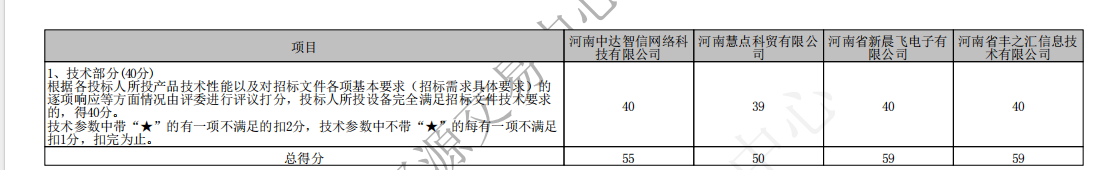 项目
河南中达智信网络科
技有限公司
河南慧点科贸有限公
司
河南省新晨飞电子有
限公司
河南省丰之汇信息技
术有限公司
1、技术部分(40分)
根据各投标人所投产品技术性能以及对招标文件各项基本要求（招标需求具体要求）的
逐项响应等方面情况由评委进行评议打分，投标人所投设备完全满足招标文件技术要求
的，得40分。
技术参数中带“★”的有一项不满足的扣2分，技术参数中不带“★”的每有一项不满足
扣1分，扣完为止。
40
39
40
40
总得分
55
50
59
59
源交易中心
中心